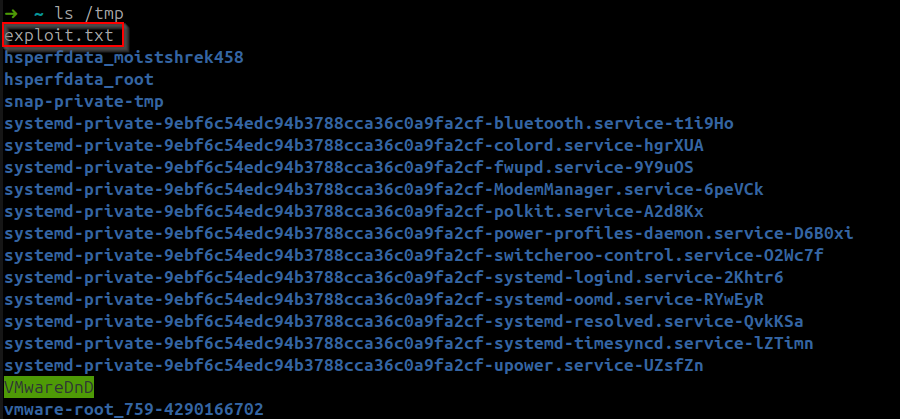 ➜ ~ ls /tmp
exploit.txt
hsperfdata_moistshrek458
hsperfdata_root
snap-private-tmp
systemd-private-9ebf6c54edc94b3788cca36c0a9fa2cf-bluetooth.service-t1i9Ho
systemd-private-9ebf6c54edc94b3788cca36c0a9fa2cf-colord.service-hgrXUA
systemd-private-9ebf6c54edc94b3788cca36c0a9fa2cf-fwupd.service-9Y9uOS
systemd-private-9ebf6c54edc94b3788cca36c0a9fa2cf-ModemManager.service-6peVCk
systemd-private-9ebf6c54edc94b3788cca36c0a9fa2cf-polkit.service-A2d8Kx
systemd-private-9ebf6c54edc94b3788cca36c0a9fa2cf-power-profiles-daemon.service-D6B0xi
systemd-private-9ebf6c54edc94b3788cca36c0a9fa2cf-switcheroo-control.service-O2Wc7f
systemd-private-9ebf6c54edc94b3788cca36c0a9fa2cf-systemd-logind.service-2Khtr6
systemd-private-9ebf6c54edc94b3788cca36c0a9fa2cf-systemd-oomd.service-RYwEyR
systemd-private-9ebf6c54edc94b3788cca36c0a9fa2cf-systemd-resolved.service-QvkKSa
systemd-private-9ebf6c54edc94b3788cca36c0a9fa2cf-systemd-timesyncd.service-lZTimn
systemd-private-9ebf6c54edc94b3788cca36c0a9fa2cf-upower.service-UZsfZn
VMwareDnD
vmware-root_759-4290166702